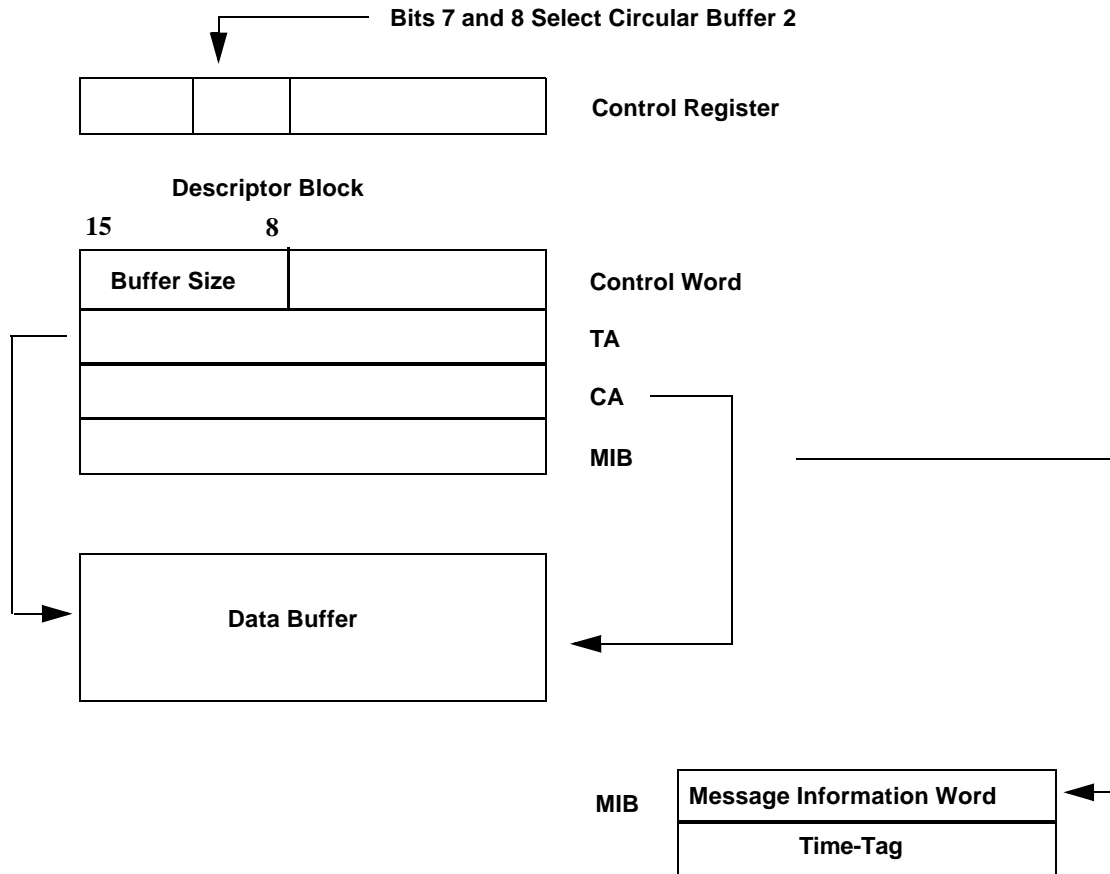 Bits 7 and 8 Select Circular Buffer 2
Control Register
Descriptor Block
15 8
Buffer Size
Control Word
TA
CA
MIB
Data Buffer
MIB
Message Information Word
Time-Tag